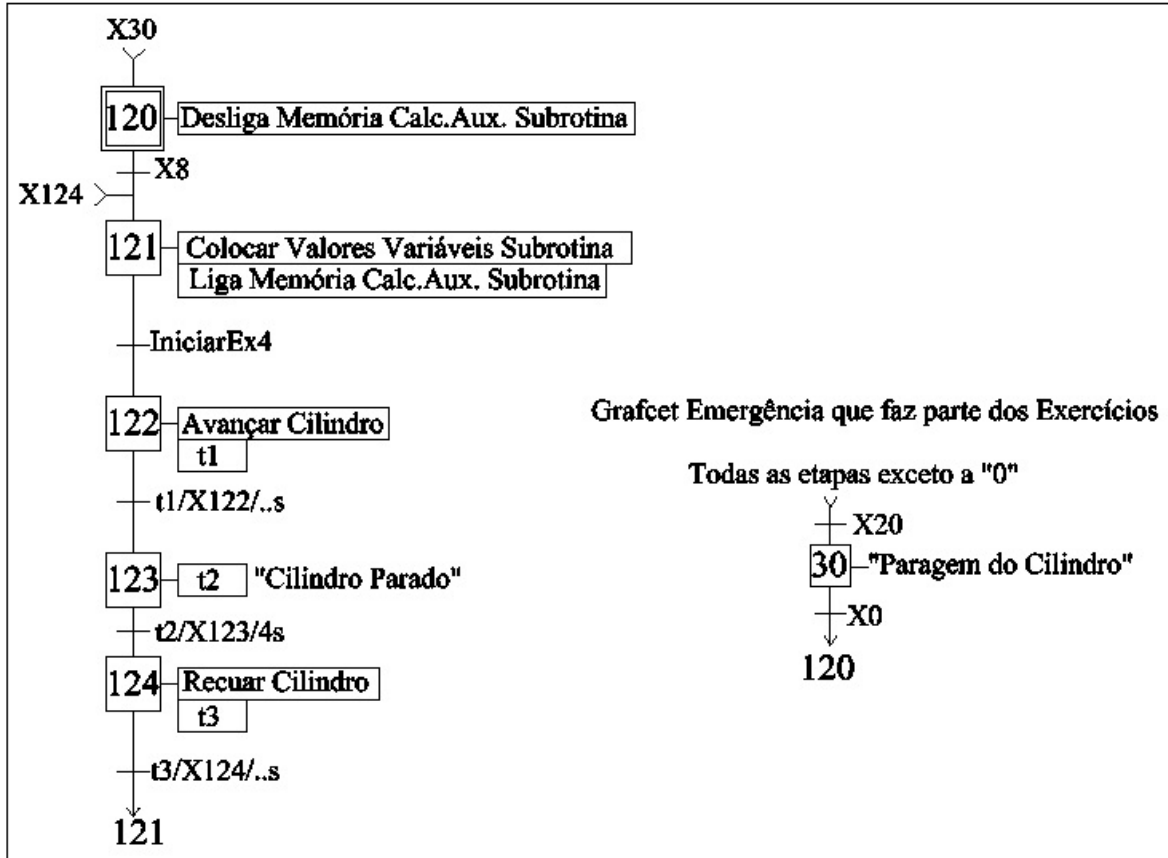 X30
120
Desliga Memória Calc.Aux. Subrotina
X8
X124
121
Colocar Valores Variáveis Subrotina
Liga Memória Calc.Aux. Subrotina
IniciarEx4
122
Avançar Cilindro
t1
t1/X122/..s
123
t2 "Cilindro Parado"
t2/X123/4s
124
Recuar Cilindro
t3
t3/X124/..s
121
Grafcet Emergência que faz parte dos Exercícios
Todas as etapas exceto a "0"
X20
30
"Paragem do Cilindro"
X0
120